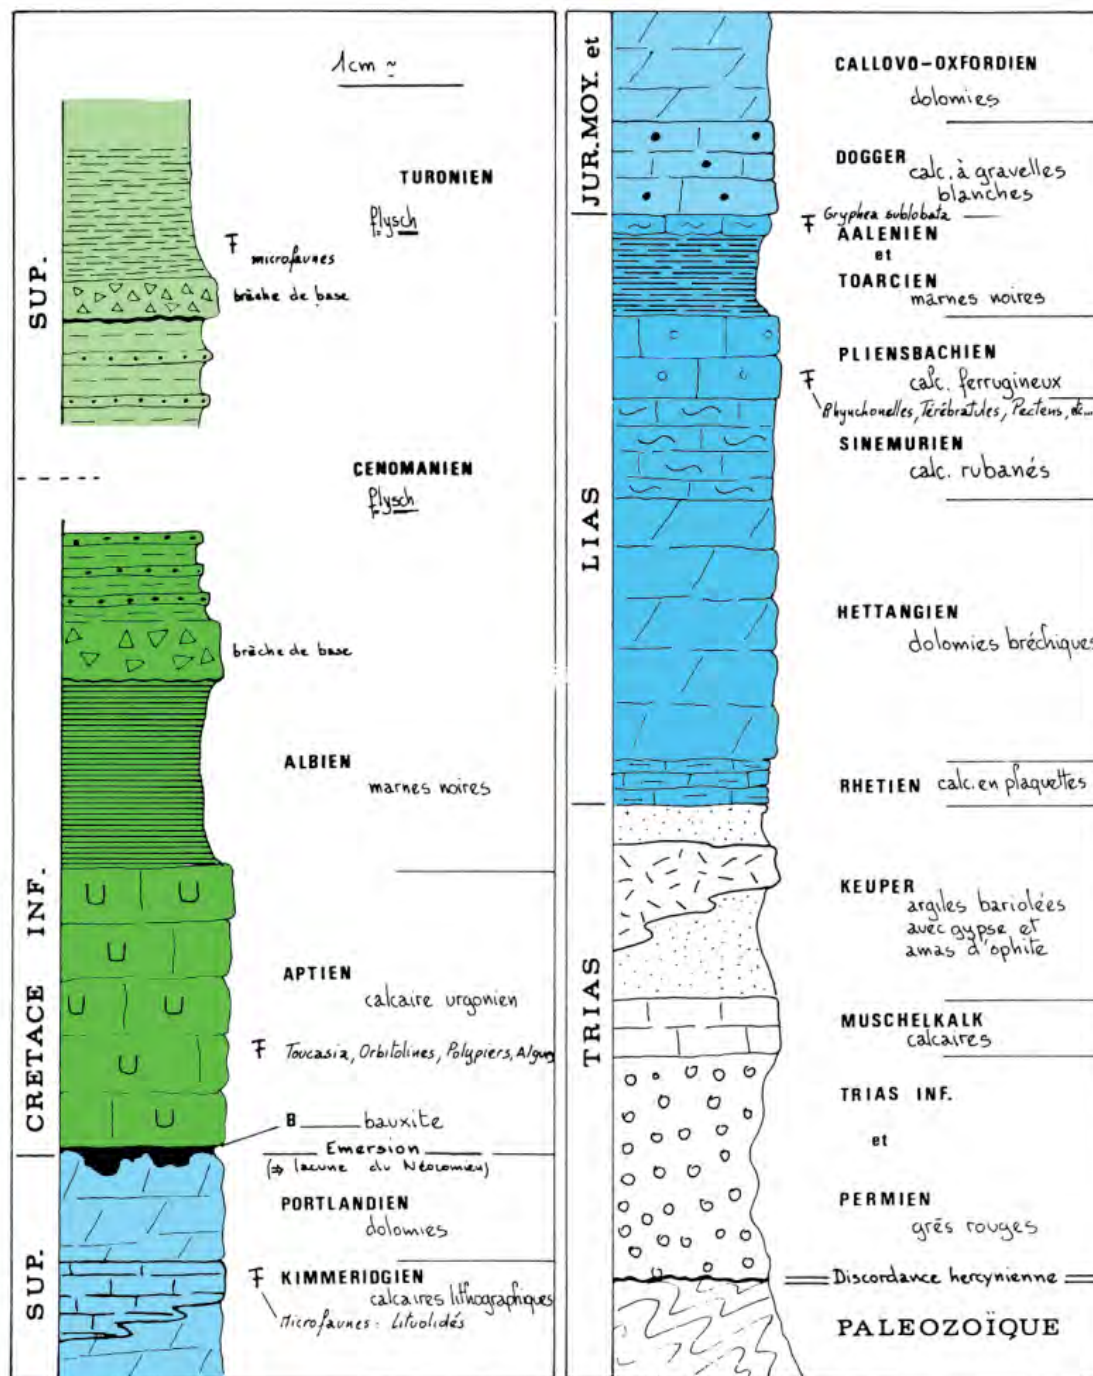 1cm ~
SUP.
TURONIEN
flysch
F microfaunes
brèche de base
CENOMANIEN
flysch
brèche de base
CRETACE INF.
ALBIEN
marnes noires
APTIEN
calcaire urgonien
F Toucasia, Orbitolines, Polypiers, Algues
B bauxite
Emersion
(⇒ lacune du Néocomien)
SUP.
PORTLANDIEN
dolomies
F KIMMERIDGIEN
calcaires lithographiques
Microfaunes : Lituolidés
JUR. MOY. et
CALLOVO-OXFORDIEN
dolomies
DOGGER
calc. à gravelles
blanches
F Gryphea sublobata
AALENIEN
et
TOARCIEN
marnes noires
LIAS
PLIENSBACHIEN
calc. ferrugineux
F Rhynchonelles, Térébratules, Pectens, etc...
SINEMURIEN
calc. rubanés
HETTANGIEN
dolomies bréchiques
RHETIEN calc. en plaquettes
TRIAS
KEUPER
argiles bariolées
avec gypse et
amas d'ophite
MUSCHELKALK
calcaires
TRIAS INF.
et
PERMIEN
grés rouges
Discordance hercynienne
PALEOZOÏQUE